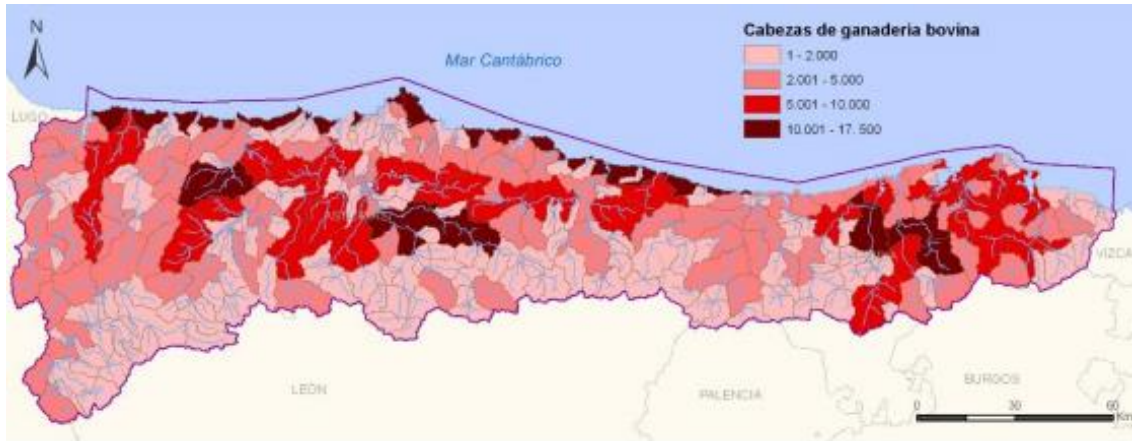 N
Mar Cantábrico
Cabezas de ganaderia bovina
1 - 2.000
2.001 - 5.000
5.001 - 10.000
10.001 - 17. 500
LUGO
VIZCA
LEÓN
PALENCIA
BURGOS
0 30 60
Km